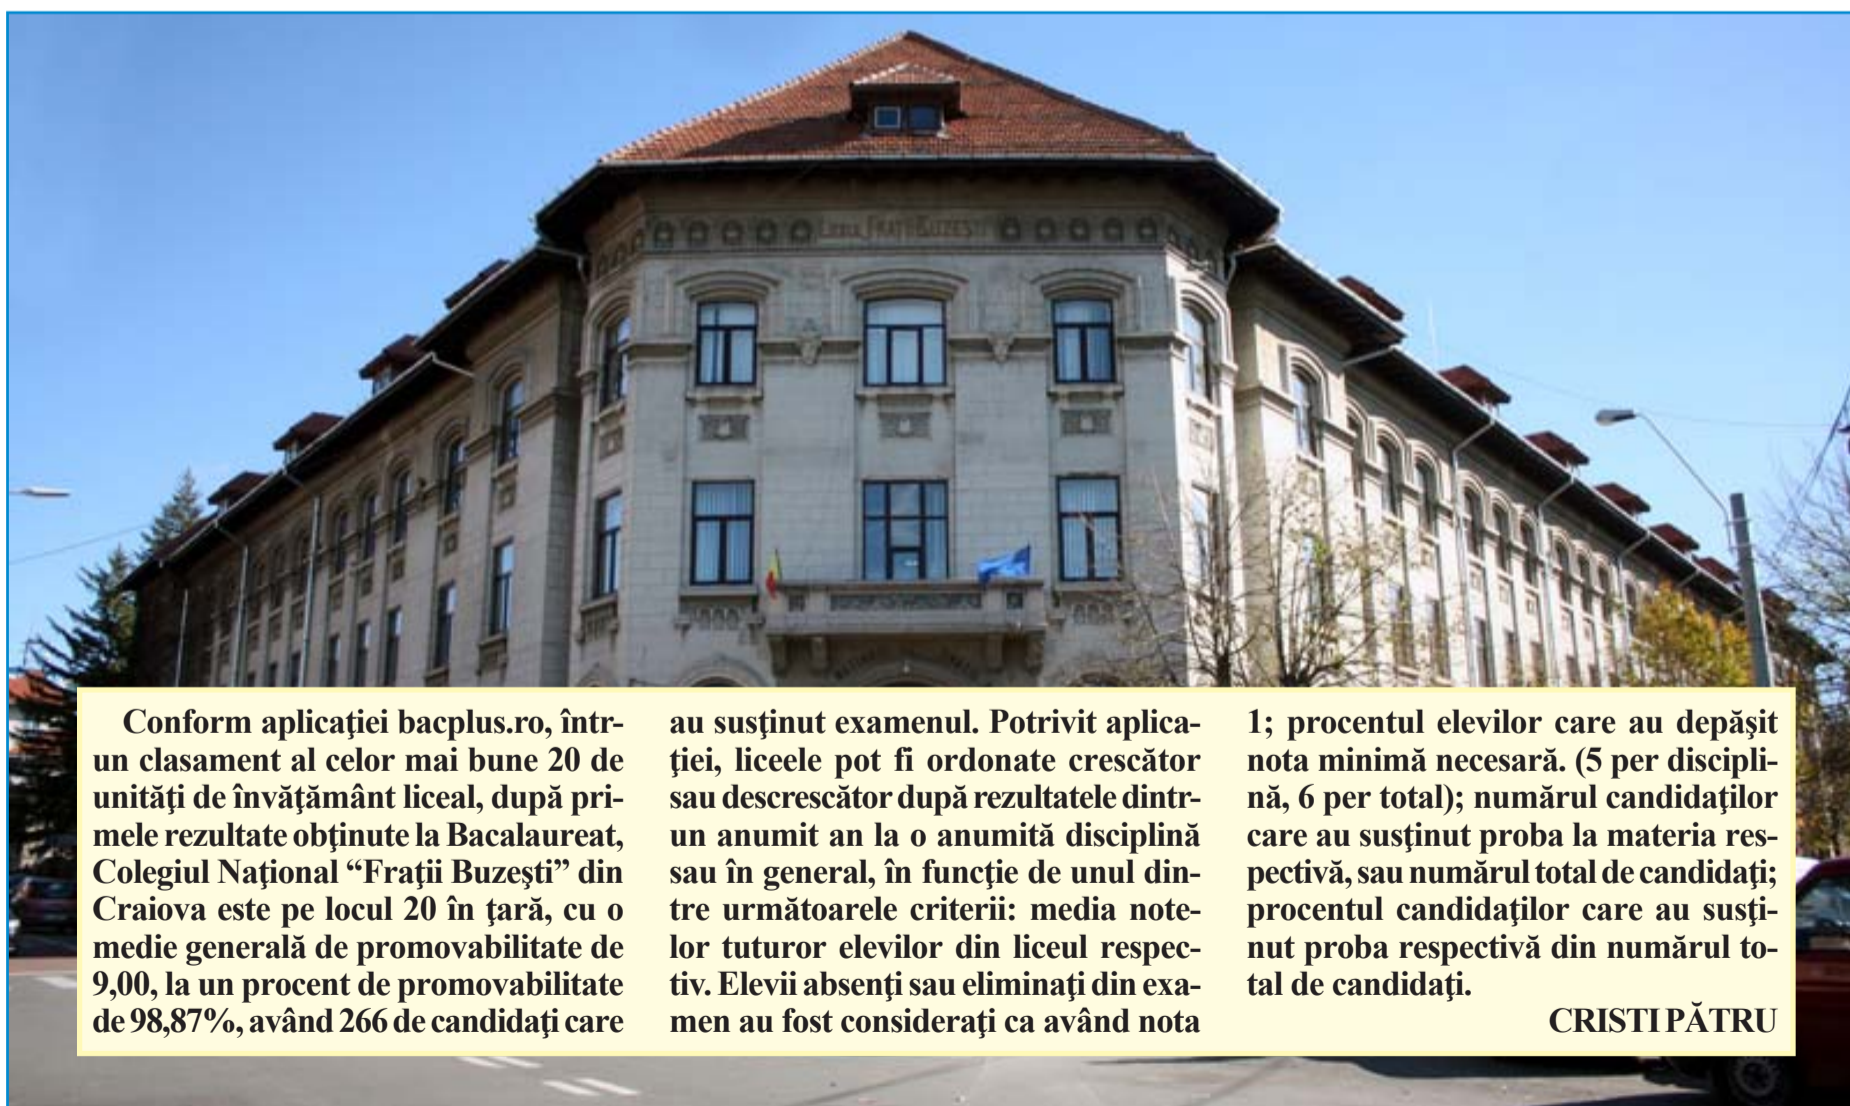 LICEUL FRAȚII BUZEȘTI
Conform aplicaţiei bacplus.ro, într-
un clasament al celor mai bune 20 de
unităţi de învăţământ liceal, după pri-
mele rezultate obţinute la Bacalaureat,
Colegiul Naţional “Fraţii Buzeşti” din
Craiova este pe locul 20 în ţară, cu o
medie generală de promovabilitate de
9,00, la un procent de promovabilitate
de 98,87%, având 266 de candidaţi care
au susţinut examenul. Potrivit aplica-
ţiei, liceele pot fi ordonate crescător
sau descrescător după rezultatele dintr-
un anumit an la o anumită disciplină
sau în general, în funcţie de unul din-
tre următoarele criterii: media note-
lor tuturor elevilor din liceul respec-
tiv. Elevii absenţi sau eliminaţi din exa-
men au fost consideraţi ca având nota
1; procentul elevilor care au depăşit
nota minimă necesară. (5 per discipli-
nă, 6 per total); numărul candidaţilor
care au susţinut proba la materia res-
pectivă, sau numărul total de candidaţi;
procentul candidaţilor care au susţi-
nut proba respectivă din numărul to-
tal de candidaţi.
CRISTI PĂTRU